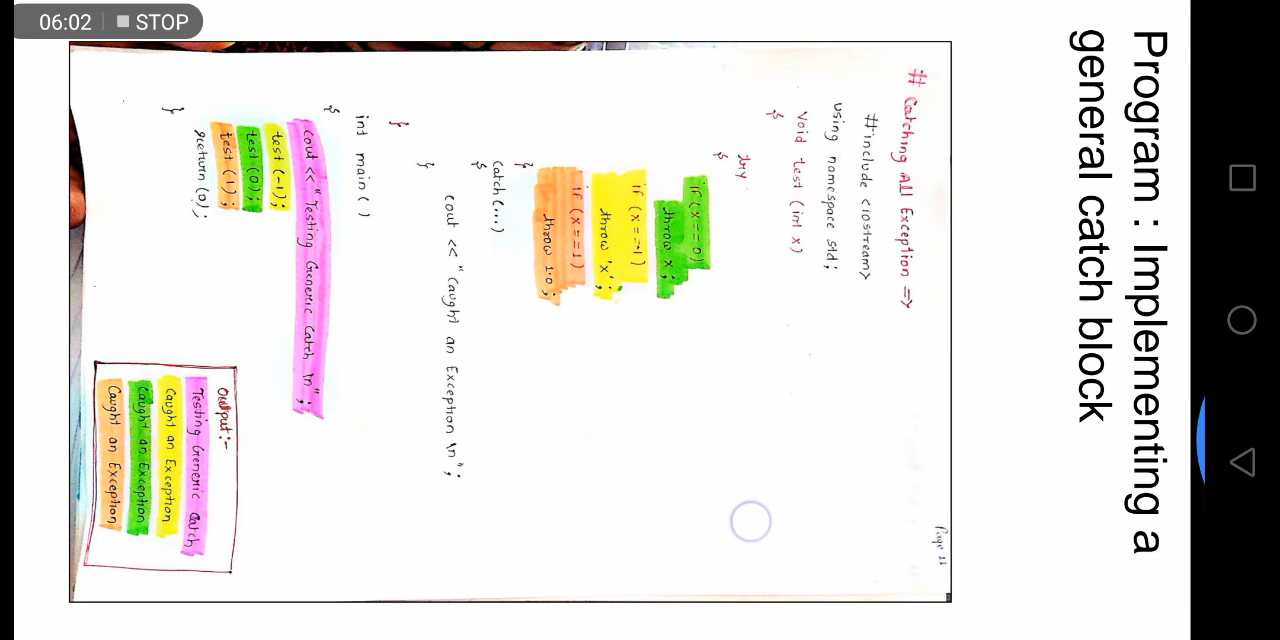 06:02 STOP
Program : Implementing a
general catch block
Page 11
# Catching All Exception =>
#include <iostream>
using namespace std;
Void test (int x)
{
try
{
if (x == 0)
throw x;
if (x == -1)
throw 'x';
if (x == 1)
throw 1.0;
}
catch(...)
{
cout << "Caught an Exception \n";
}
}
int main ( )
{
cout << "Testing Generic Catch \n";
test (-1);
test (0);
test (1);
return (0);
}
Output:-
Testing Generic Catch
Caught an Exception
Caught an Exception
Caught an Exception